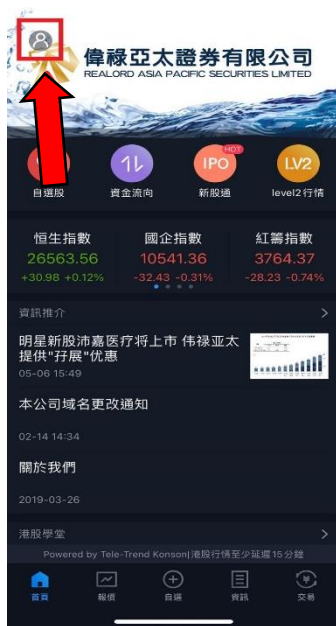 偉祿亞太證券有限公司
REALORD ASIA PACIFIC SECURITIES LIMITED
HOT
IPO
LV2
自選股 資金流向 新股通 level2行情
恒生指數 國企指數 紅籌指數
26563.56 10541.36 3764.37
+30.98 +0.12% -32.43 -0.31% -28.23 -0.74%
資訊推介
明星新股沛嘉医疗将上市 伟禄亚太
提供"孖展"优惠
05-06 15:49
本公司域名更改通知
02-14 14:34
關於我們
2019-03-26
港股學堂
Powered by Tele-Trend Konson|港股行情至少延遲15分鐘
首頁 報價 自選 資訊 交易